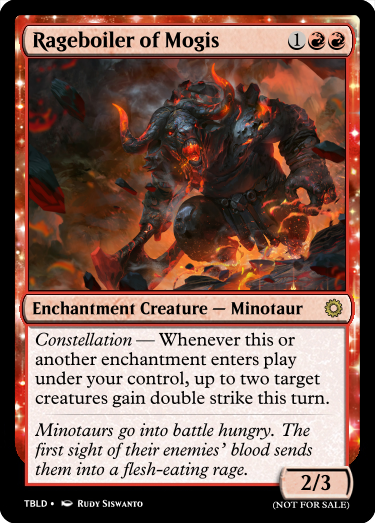 Rageboiler of Mogis 1
Enchantment Creature — Minotaur
Constellation — Whenever this or
another enchantment enters play
under your control, up to two target
creatures gain double strike this turn.
Minotaurs go into battle hungry. The
first sight of their enemies' blood sends
them into a flesh-eating rage.
2/3
TBLD • Rudy Siswanto
(NOT FOR SALE)